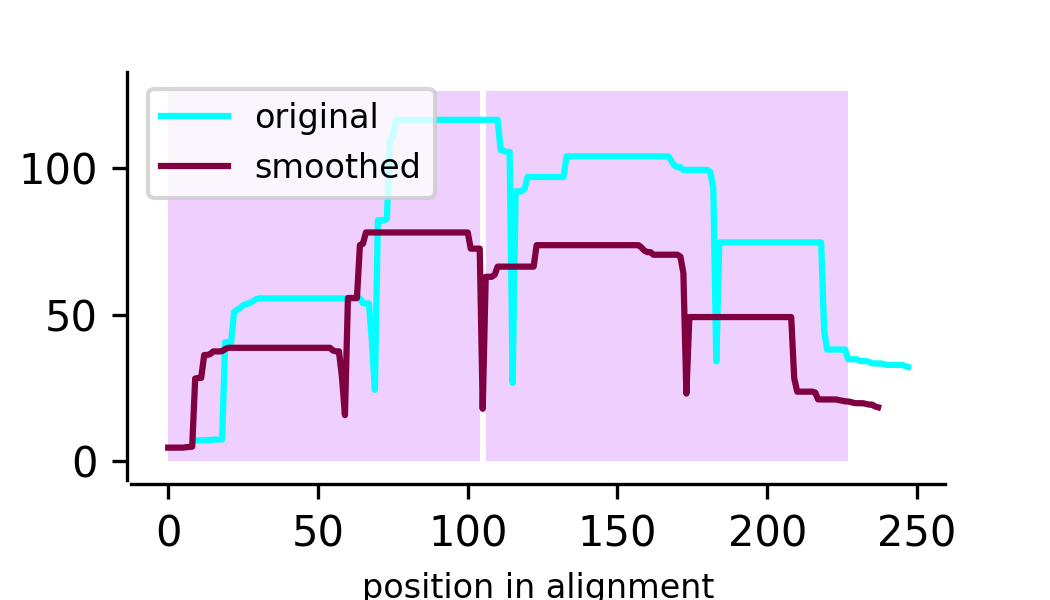 original
smoothed
100
50
0
0 50 100 150 200 250
position in alignment